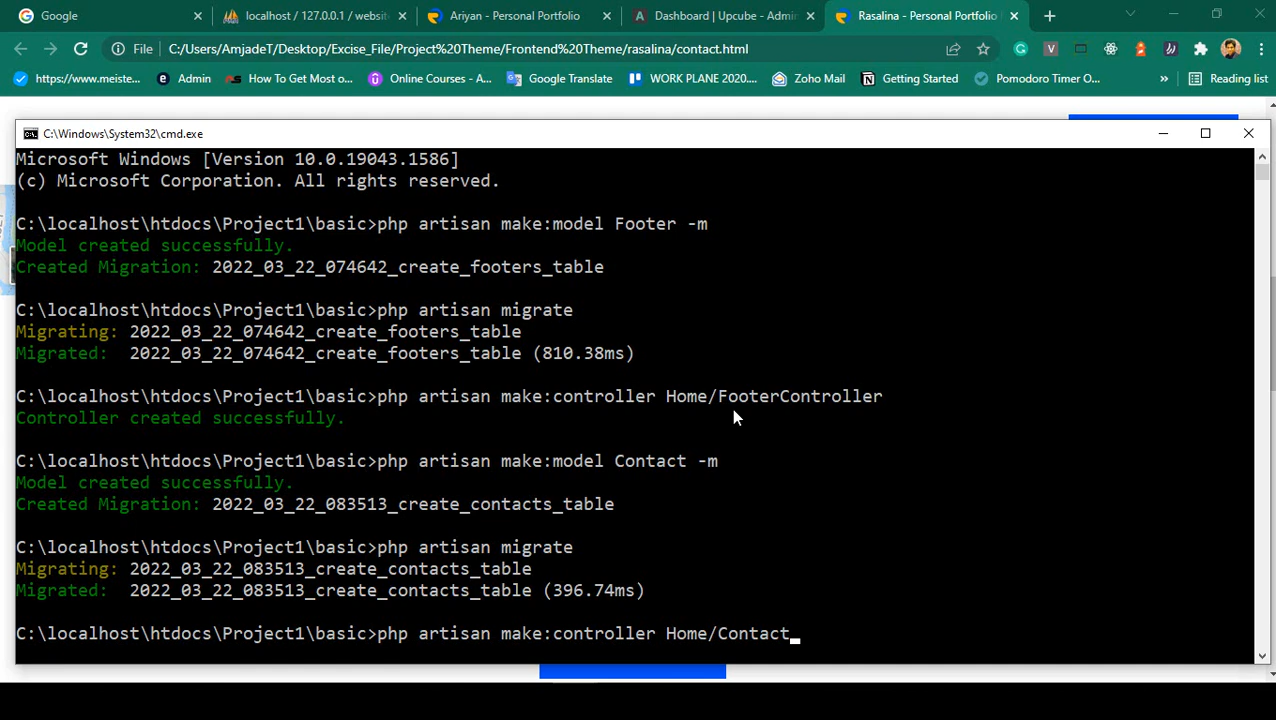 Google
localhost / 127.0.0.1 / websit
Ariyan - Personal Portfolio
Dashboard | Upcube - Admin
Rasalina - Personal Portfolio
File C:/Users/AmjadeT/Desktop/Excise_File/Project%20Theme/Frontend%20Theme/rasalina/contact.html
https://www.meiste... Admin How To Get Most o... Online Courses - A... Google Translate WORK PLANE 2020.... Zoho Mail Getting Started Pomodoro Timer O... » Reading list
C:\Windows\System32\cmd.exe
Microsoft Windows [Version 10.0.19043.1586]
(c) Microsoft Corporation. All rights reserved.
C:\localhost\htdocs\Project1\basic>php artisan make:model Footer -m
Model created successfully.
Created Migration: 2022_03_22_074642_create_footers_table
C:\localhost\htdocs\Project1\basic>php artisan migrate
Migrating: 2022_03_22_074642_create_footers_table
Migrated:  2022_03_22_074642_create_footers_table (810.38ms)
C:\localhost\htdocs\Project1\basic>php artisan make:controller Home/FooterController
Controller created successfully.
C:\localhost\htdocs\Project1\basic>php artisan make:model Contact -m
Model created successfully.
Created Migration: 2022_03_22_083513_create_contacts_table
C:\localhost\htdocs\Project1\basic>php artisan migrate
Migrating: 2022_03_22_083513_create_contacts_table
Migrated:  2022_03_22_083513_create_contacts_table (396.74ms)
C:\localhost\htdocs\Project1\basic>php artisan make:controller Home/Contact